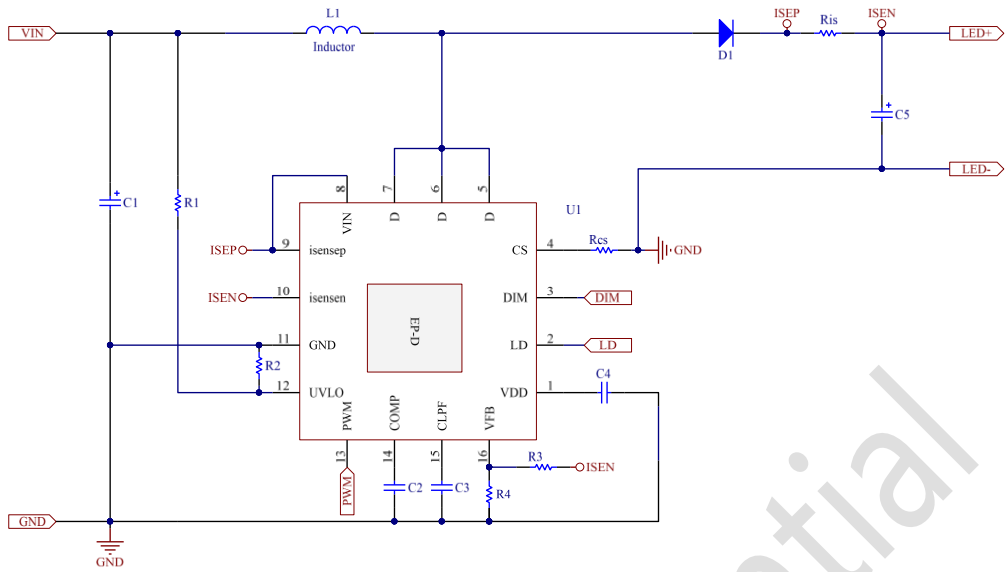 L1
ISEP
Ris
ISEN
VIN
LED+
Inductor
D1
+
C5
LED-
+
C1
R1
8
7
6
5
VIN
D
D
D
U1
ISEP
9
isensep
CS
4
Rcs
GND
ISEN
10
isensen
EP-D
DIM
3
DIM
11
GND
LD
2
LD
R2
12
UVLO
VDD
1
C4
PWM
COMP
CLPF
VFB
13
14
15
16
R3
ISEN
PWM
C2
C3
R4
GND
GND